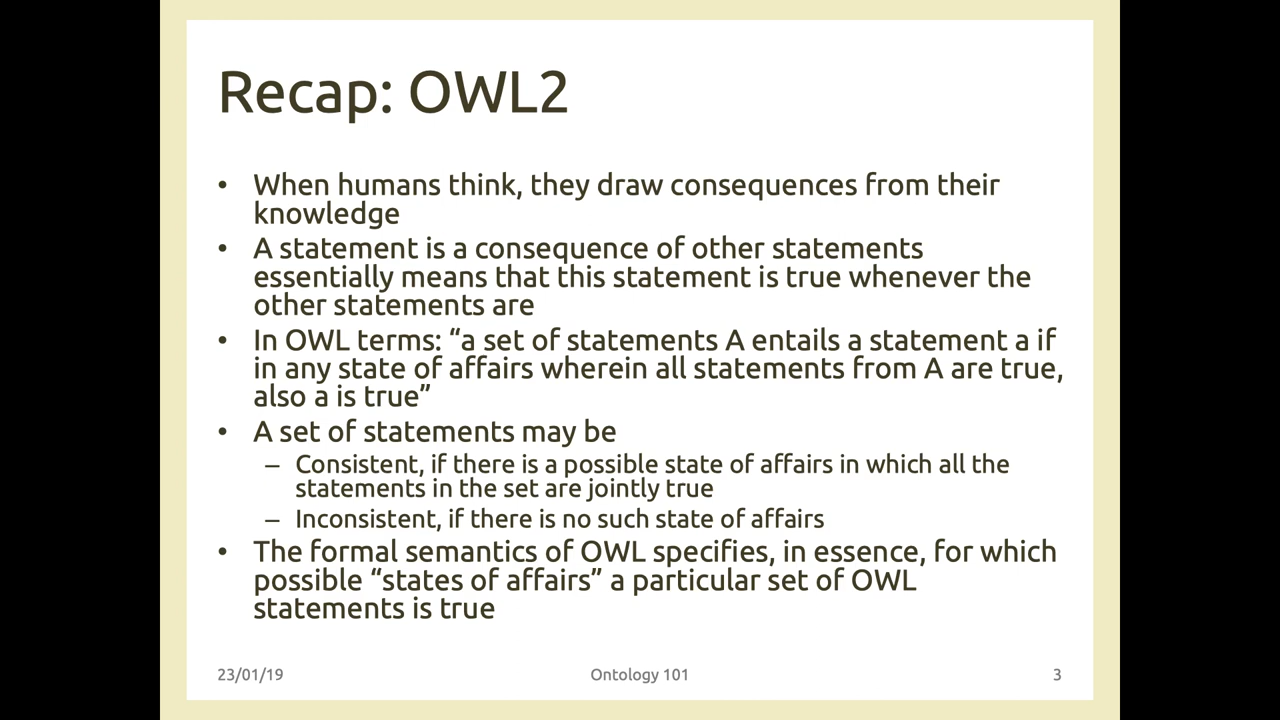 Recap: OWL2
• When humans think, they draw consequences from their
knowledge
• A statement is a consequence of other statements
essentially means that this statement is true whenever the
other statements are
• In OWL terms: “a set of statements A entails a statement a if
in any state of affairs wherein all statements from A are true,
also a is true”
• A set of statements may be
– Consistent, if there is a possible state of affairs in which all the
statements in the set are jointly true
– Inconsistent, if there is no such state of affairs
• The formal semantics of OWL specifies, in essence, for which
possible “states of affairs” a particular set of OWL
statements is true
23/01/19 Ontology 101 3